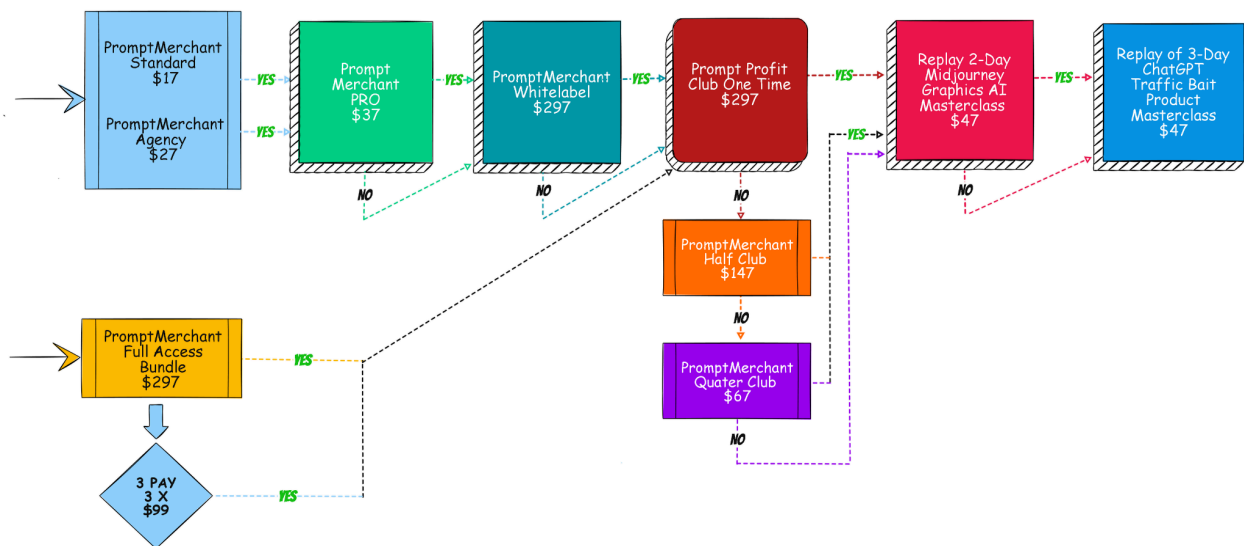 PromptMerchant
Standard
$17
PromptMerchant
Agency
$27
YES
YES
Prompt
Merchant
PRO
$37
NO
YES
PromptMerchant
Whitelabel
$297
NO
YES
Prompt Profit
Club One Time
$297
YES
NO
PromptMerchant
Half Club
$147
NO
PromptMerchant
Quater Club
$67
NO
YES
Replay 2-Day
Midjourney
Graphics AI
Masterclass
$47
NO
YES
Replay of 3-Day
ChatGPT
Traffic Bait
Product
Masterclass
$47
PromptMerchant
Full Access
Bundle
$297
YES
3 PAY
3 X
$99
YES